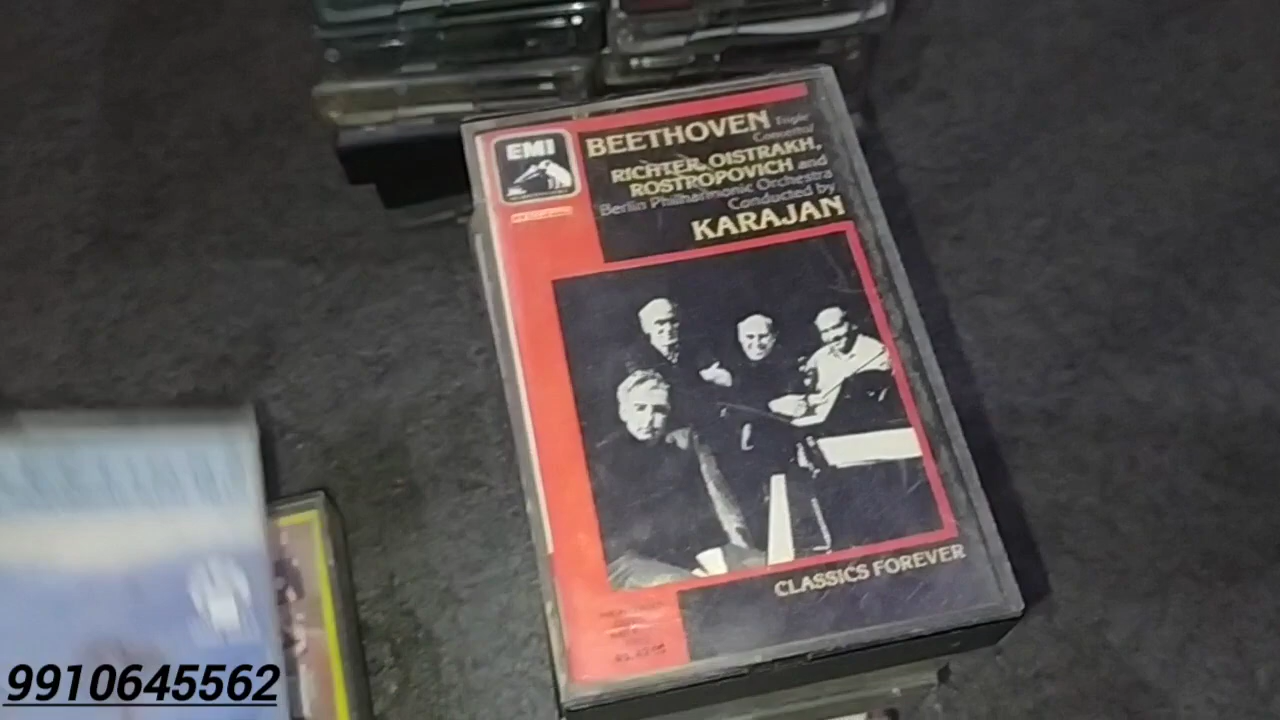 EMI
BEETHOVEN Triple
Concerto/
RICHTER, OISTRAKH,
ROSTROPOVICH and
Berlin Philharmonic Orchestra
Conducted by
KARAJAN
CLASSICS FOREVER
9910645562